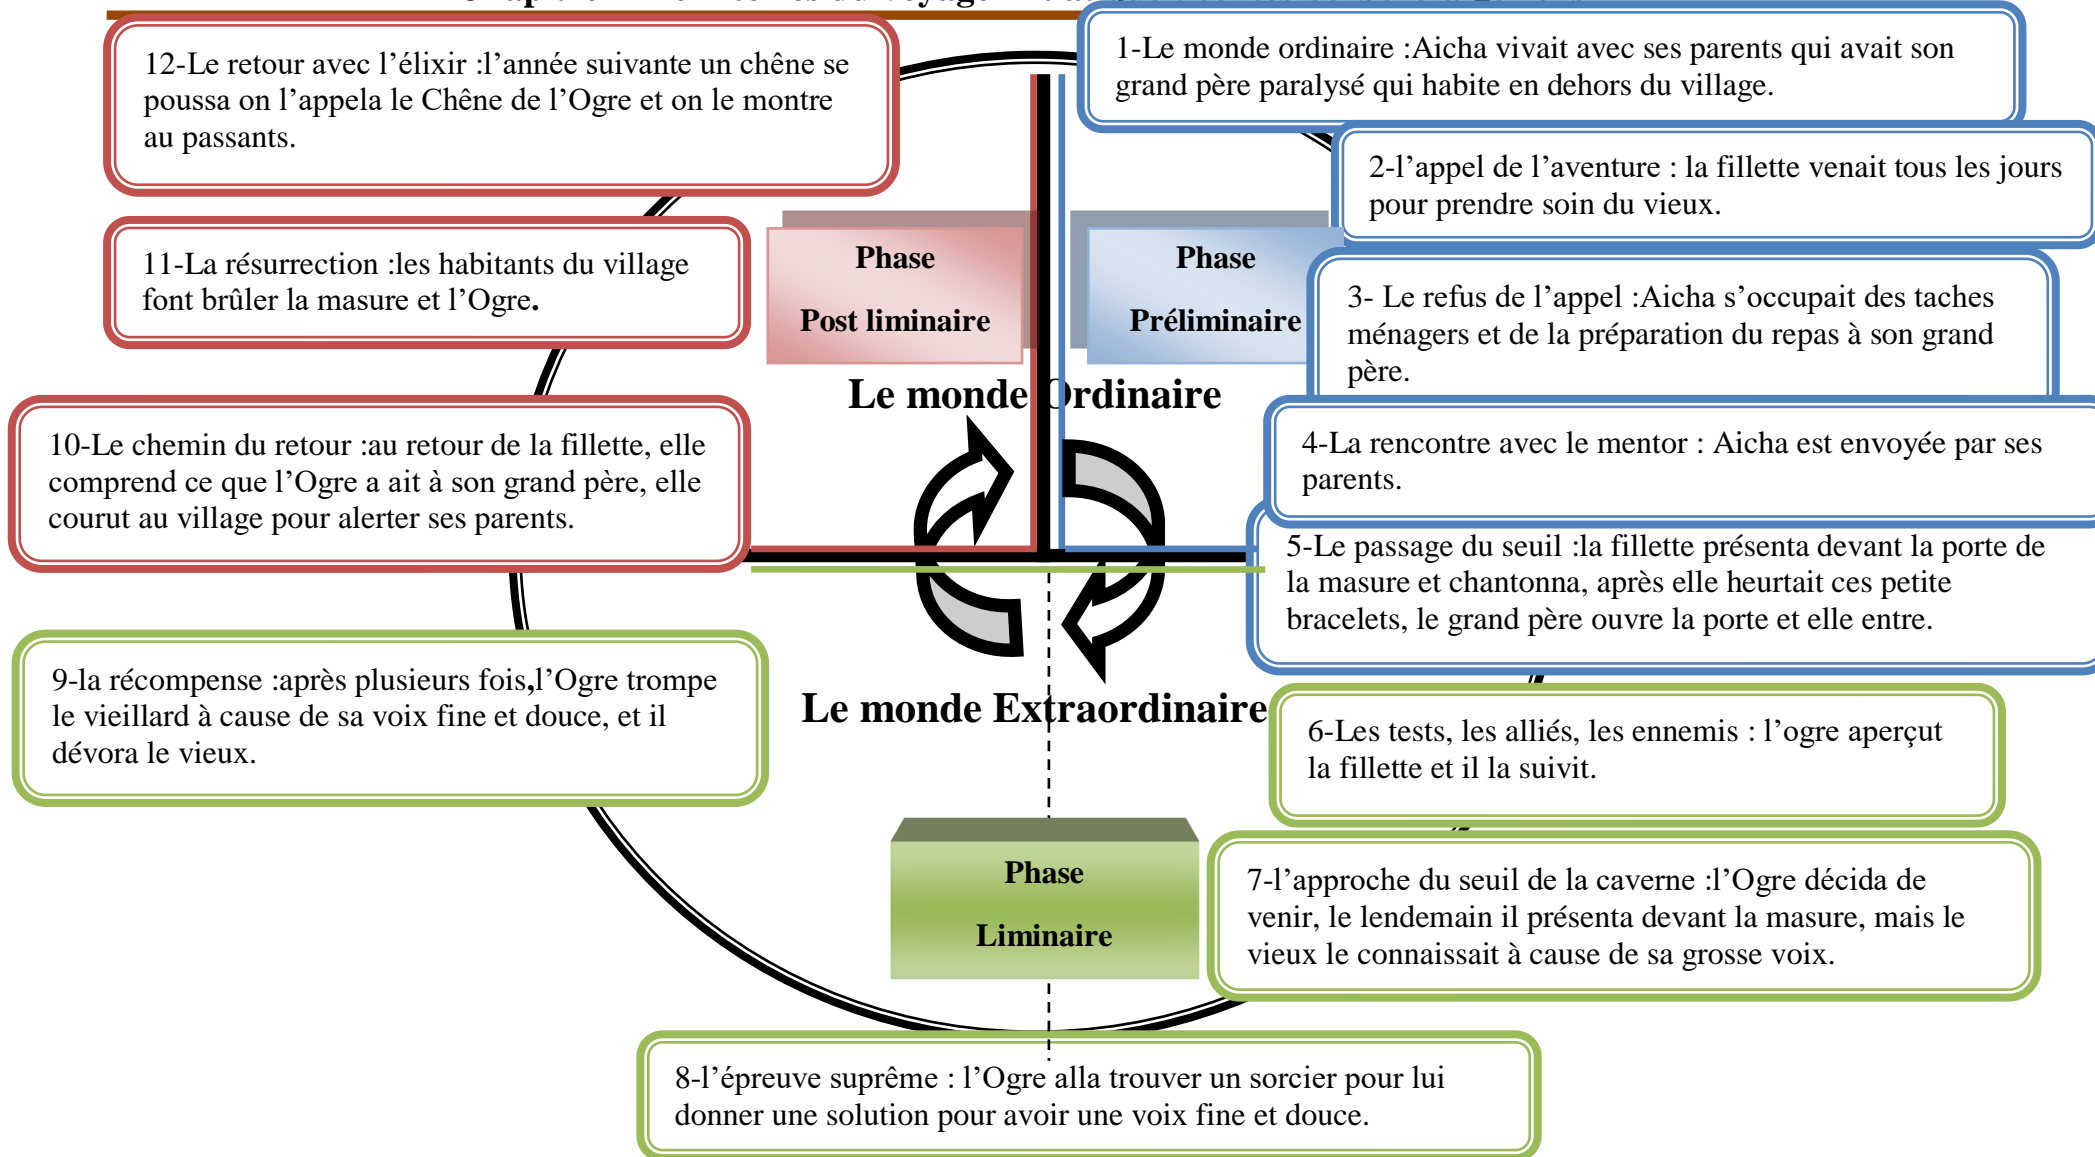 12-Le retour avec l’élixir :l’année suivante un chêne se
poussa on l’appela le Chêne de l’Ogre et on le montre
au passants.
1-Le monde ordinaire :Aicha vivait avec ses parents qui avait son
grand père paralysé qui habite en dehors du village.
2-l’appel de l’aventure : la fillette venait tous les jours
pour prendre soin du vieux.
11-La résurrection :les habitants du village
font brûler la masure et l’Ogre.
Phase
Post liminaire
Phase
Préliminaire
3- Le refus de l’appel :Aicha s’occupait des taches
ménagers et de la préparation du repas à son grand
père.
Le monde Ordinaire
10-Le chemin du retour :au retour de la fillette, elle
comprend ce que l’Ogre a ait à son grand père, elle
courut au village pour alerter ses parents.
4-La rencontre avec le mentor : Aicha est envoyée par ses
parents.
5-Le passage du seuil :la fillette présenta devant la porte de
la masure et chantonna, après elle heurtait ces petite
bracelets, le grand père ouvre la porte et elle entre.
9-la récompense :après plusieurs fois,l’Ogre trompe
le vieillard à cause de sa voix fine et douce, et il
dévora le vieux.
Le monde Extraordinaire
6-Les tests, les alliés, les ennemis : l’ogre aperçut
la fillette et il la suivit.
Phase
Liminaire
7-l’approche du seuil de la caverne :l’Ogre décida de
venir, le lendemain il présenta devant la masure, mais le
vieux le connaissait à cause de sa grosse voix.
8-l’épreuve suprême : l’Ogre alla trouver un sorcier pour lui
donner une solution pour avoir une voix fine et douce.